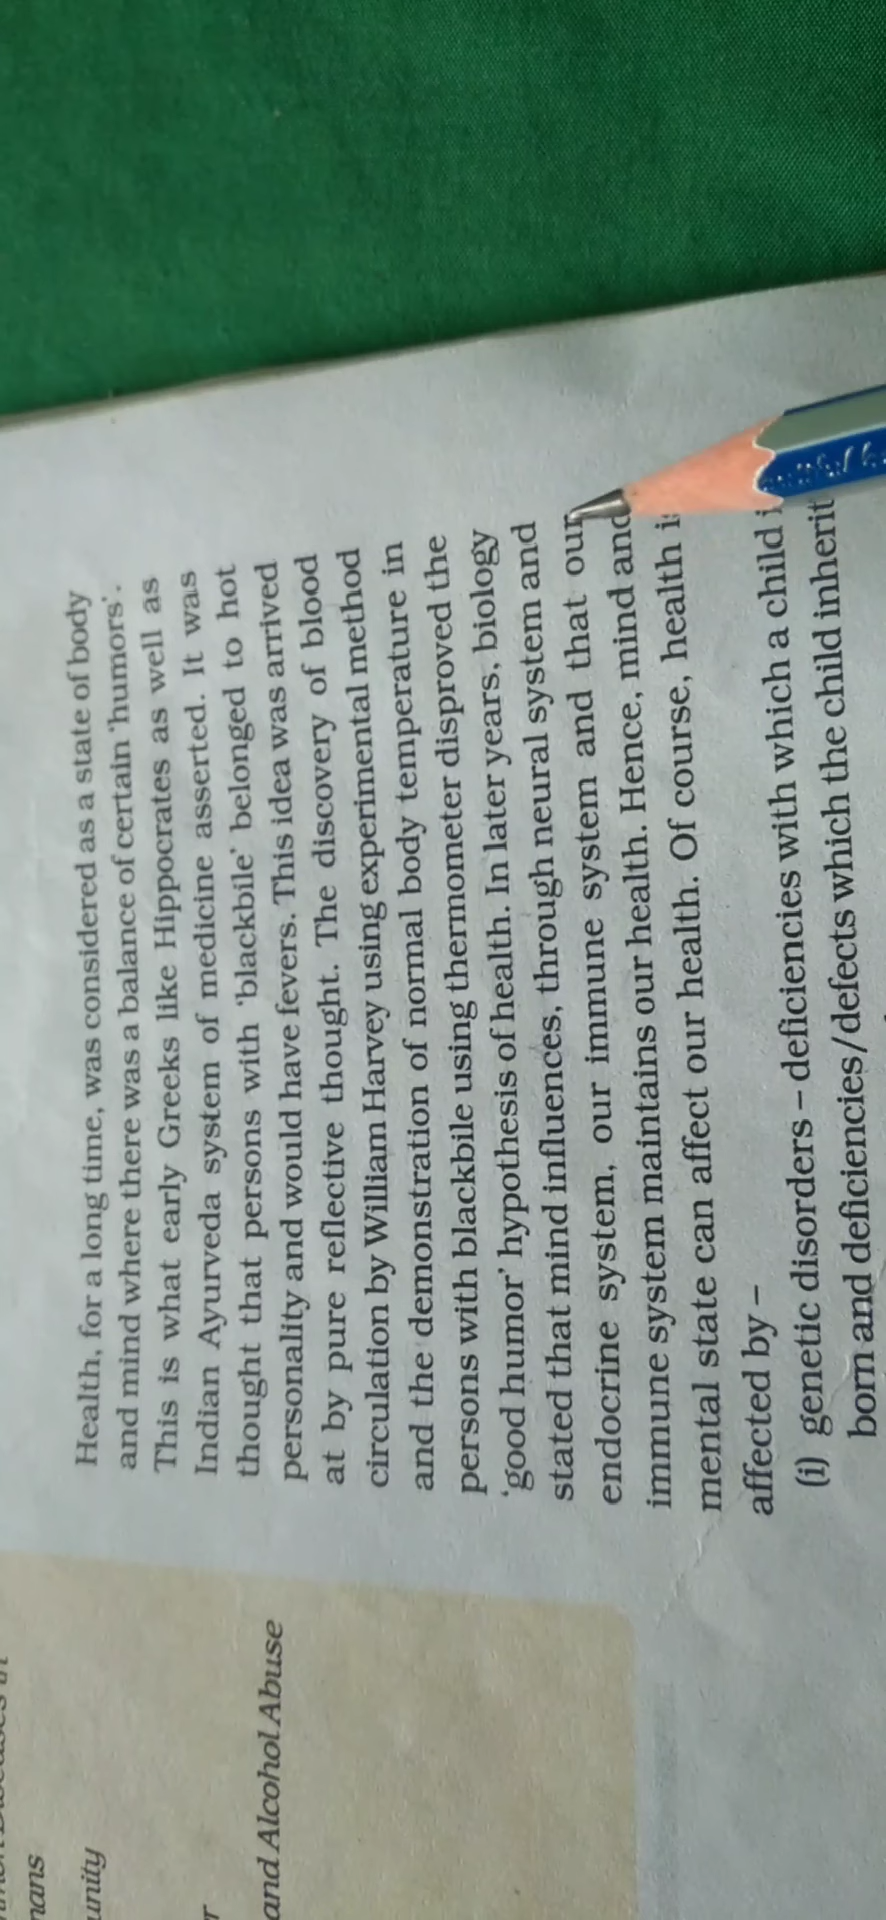 Health, for a long time, was considered as a state of body
and mind where there was a balance of certain 'humors'.
This is what early Greeks like Hippocrates as well as
Indian Ayurveda system of medicine asserted. It was
thought that persons with 'blackbile' belonged to hot
personality and would have fevers. This idea was arrived
at by pure reflective thought. The discovery of blood
circulation by William Harvey using experimental method
and the demonstration of normal body temperature in
persons with blackbile using thermometer disproved the
'good humor' hypothesis of health. In later years, biology
stated that mind influences, through neural system and
endocrine system, our immune system and that our
immune system maintains our health. Hence, mind and
mental state can affect our health. Of course, health
affected by –
(i) genetic disorders – deficiencies with which a child
born and deficiencies/defects which the child inherit
and Alcohol Abuse